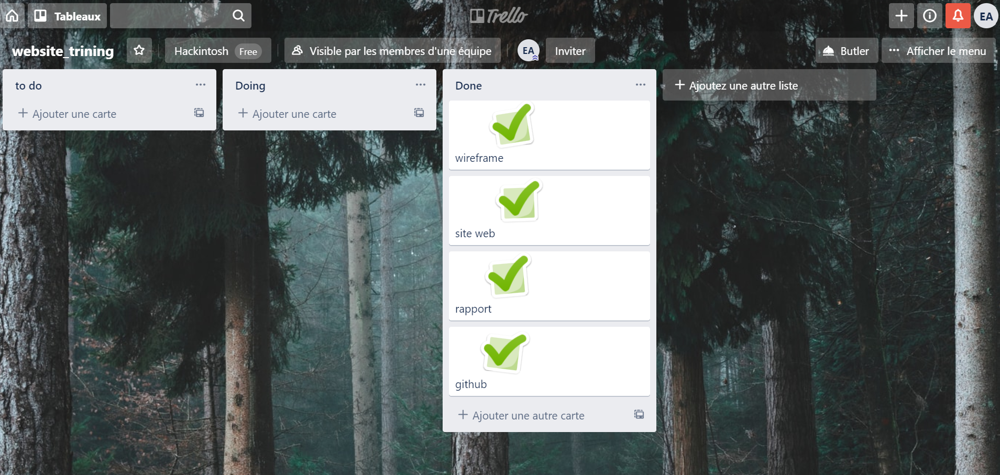 Tableaux
Trello
EA
website_trining
Hackintosh Free
Visible par les membres d'une équipe
EA
Inviter
Butler
Afficher le menu
to do
Ajouter une carte
Doing
Ajouter une carte
Done
wireframe
site web
rapport
github
Ajouter une autre carte
Ajoutez une autre liste